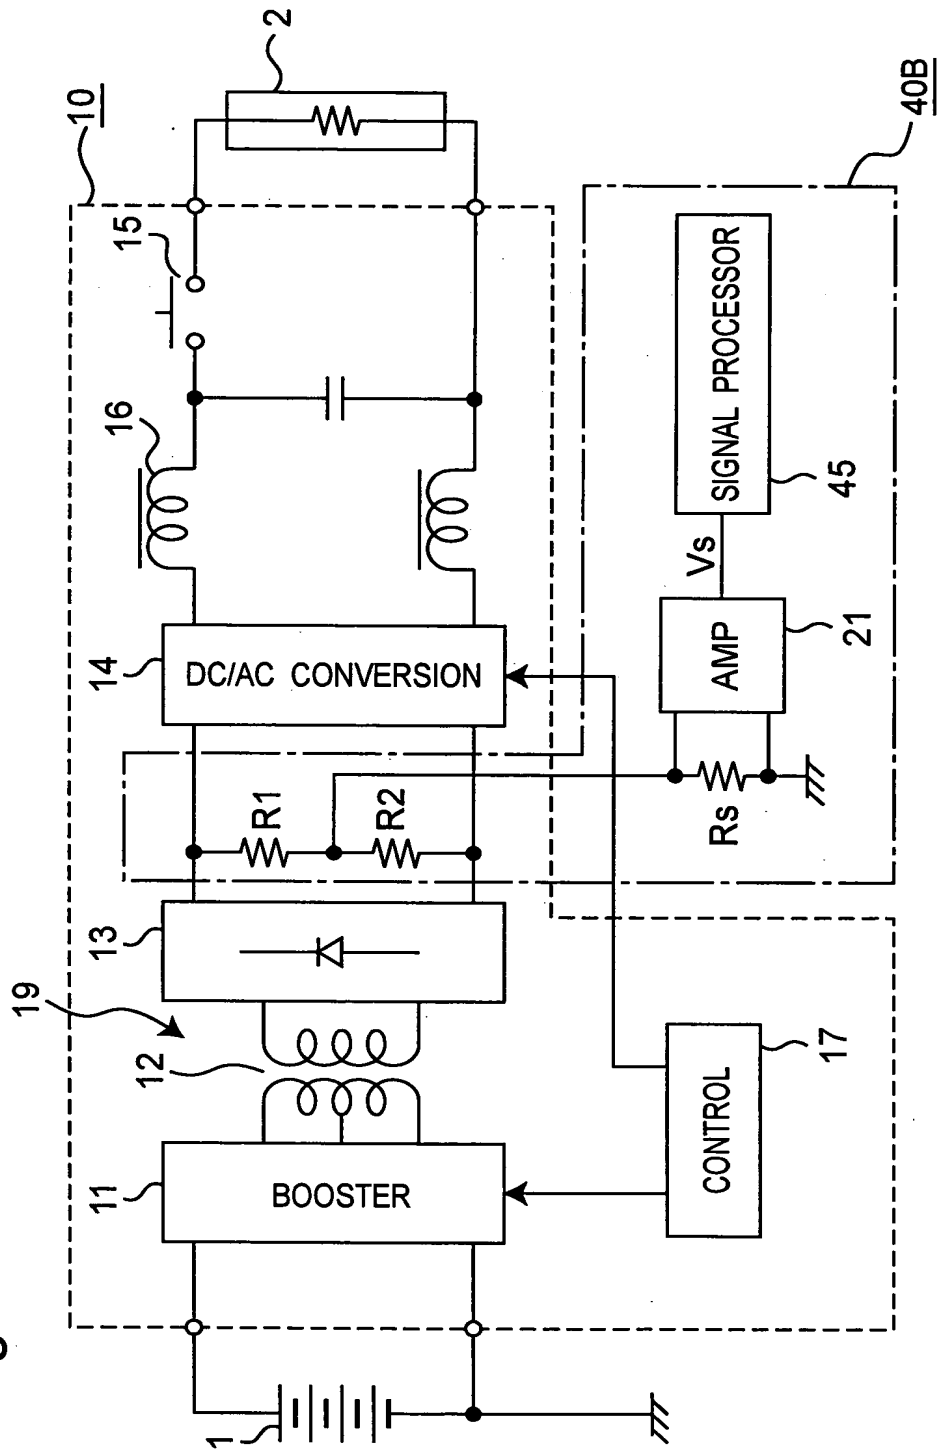 10
2
15
16
14
DC/AC CONVERSION
R1
R2
13
19
12
11
BOOSTER
1
CONTROL
17
40B
SIGNAL PROCESSOR
45
Vs
AMP
21
Rs